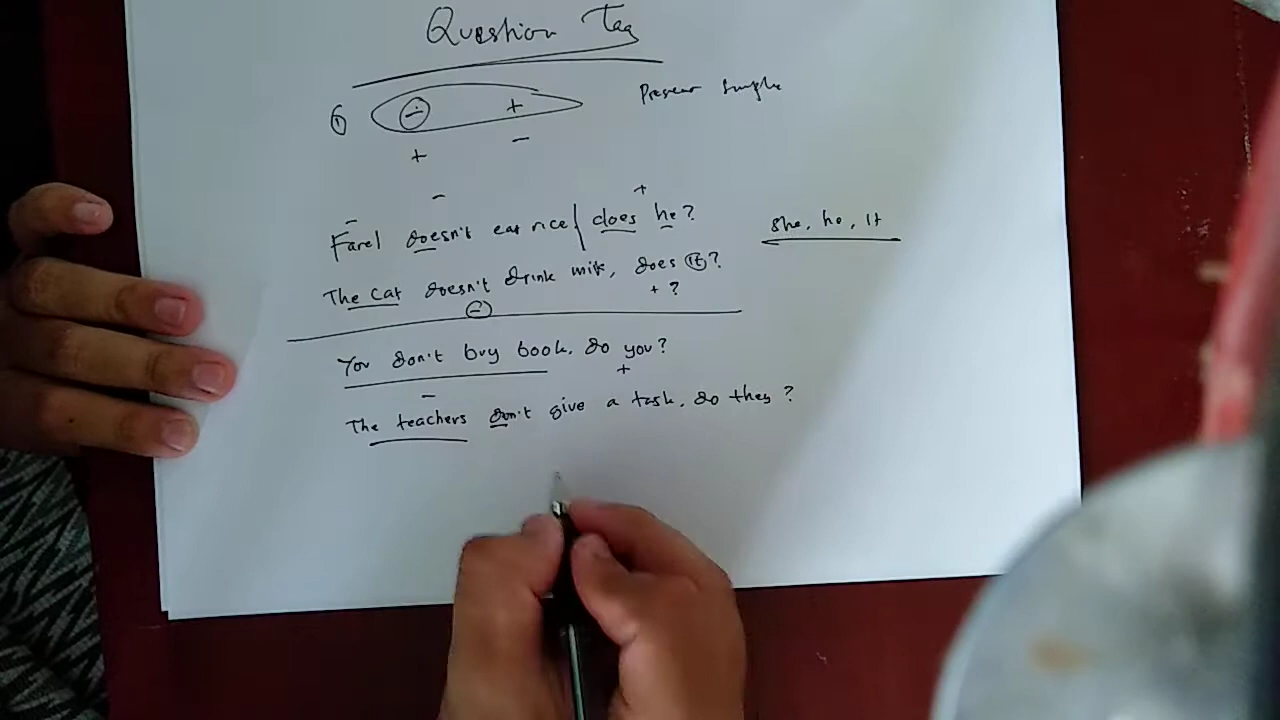 Question Tag
- + Present simple
+ -
- - +
Farel doesn't eat rice does he? she, he, it
The cat doesn't drink milk, does it?
- + ?
You don't buy book, do you?
- +
The teachers don't give a task, do they?